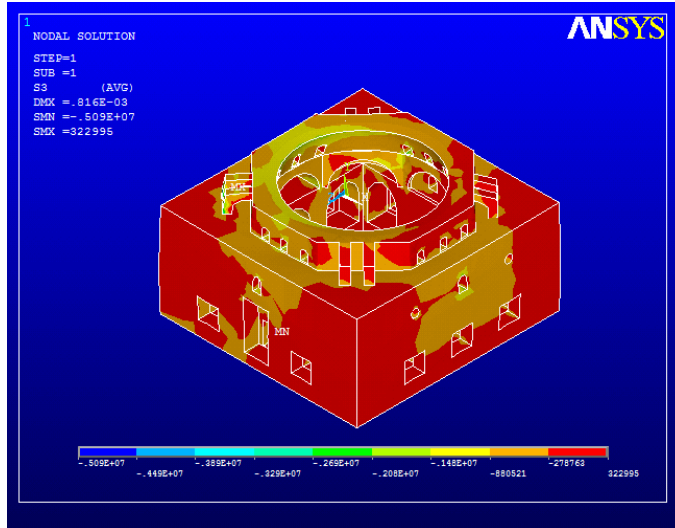 1
ANSYS
NODAL SOLUTION
STEP=1
SUB =1
S3 (AVG)
DMX =.816E-03
SMN =-.509E+07
SMX =322995
MX
MN
-.509E+07 -.389E+07 -.269E+07 -.148E+07 -278763
-.449E+07 -.329E+07 -.208E+07 -880521 322995